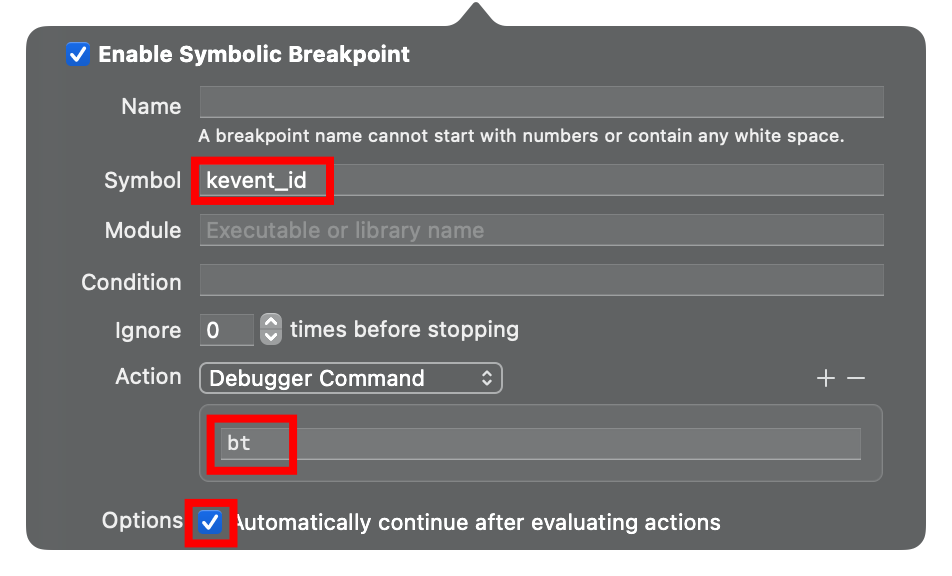 Enable Symbolic Breakpoint
Name
A breakpoint name cannot start with numbers or contain any white space.
Symbol kevent_id
Module Executable or library name
Condition
Ignore 0 times before stopping
Action Debugger Command + −
bt
Options Automatically continue after evaluating actions